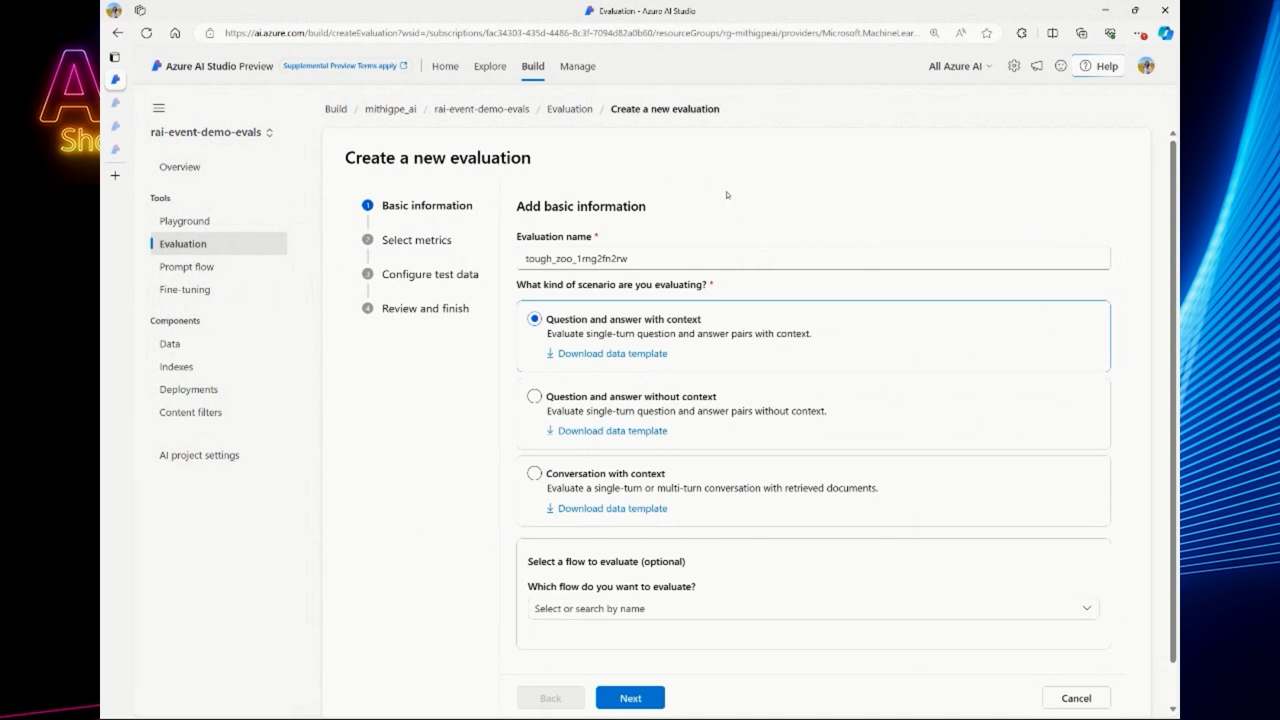 Evaluation - Azure AI Studio
https://ai.azure.com/build/createEvaluation?wsid=/subscriptions/fac34303-435d-4486-8c3f-7094d82a0b60/resourceGroups/rg-mithigpeai/providers/Microsoft.MachineLear...
Azure AI Studio Preview
Supplemental Preview Terms apply
Home
Explore
Build
Manage
All Azure AI
Help
Build / mithigpe_ai / rai-event-demo-evals / Evaluation / Create a new evaluation
rai-event-demo-evals
Overview
Tools
Playground
Evaluation
Prompt flow
Fine-tuning
Components
Data
Indexes
Deployments
Content filters
AI project settings
Create a new evaluation
1 Basic information
2 Select metrics
3 Configure test data
4 Review and finish
Add basic information
Evaluation name *
tough_zoo_1rng2fn2rw
What kind of scenario are you evaluating? *
Question and answer with context
Evaluate single-turn question and answer pairs with context.
Download data template
Question and answer without context
Evaluate single-turn question and answer pairs without context.
Download data template
Conversation with context
Evaluate a single-turn or multi-turn conversation with retrieved documents.
Download data template
Select a flow to evaluate (optional)
Which flow do you want to evaluate?
Select or search by name
Back
Next
Cancel